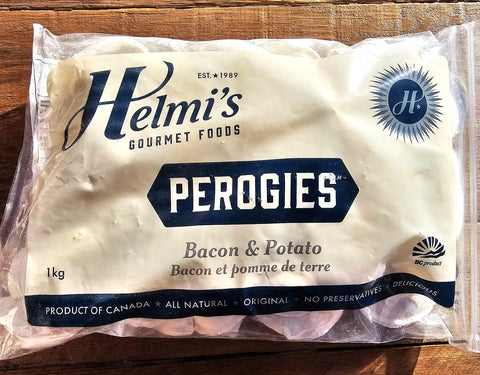 EST. ★ 1989
Helmi's
GOURMET FOODS
H
PEROGIES
Bacon & Potato
Bacon et pomme de terre
1kg
BC product
PRODUCT OF CANADA ★ ALL NATURAL ★ ORIGINAL ★ NO PRESERVATIVES ★ DELICIOUS